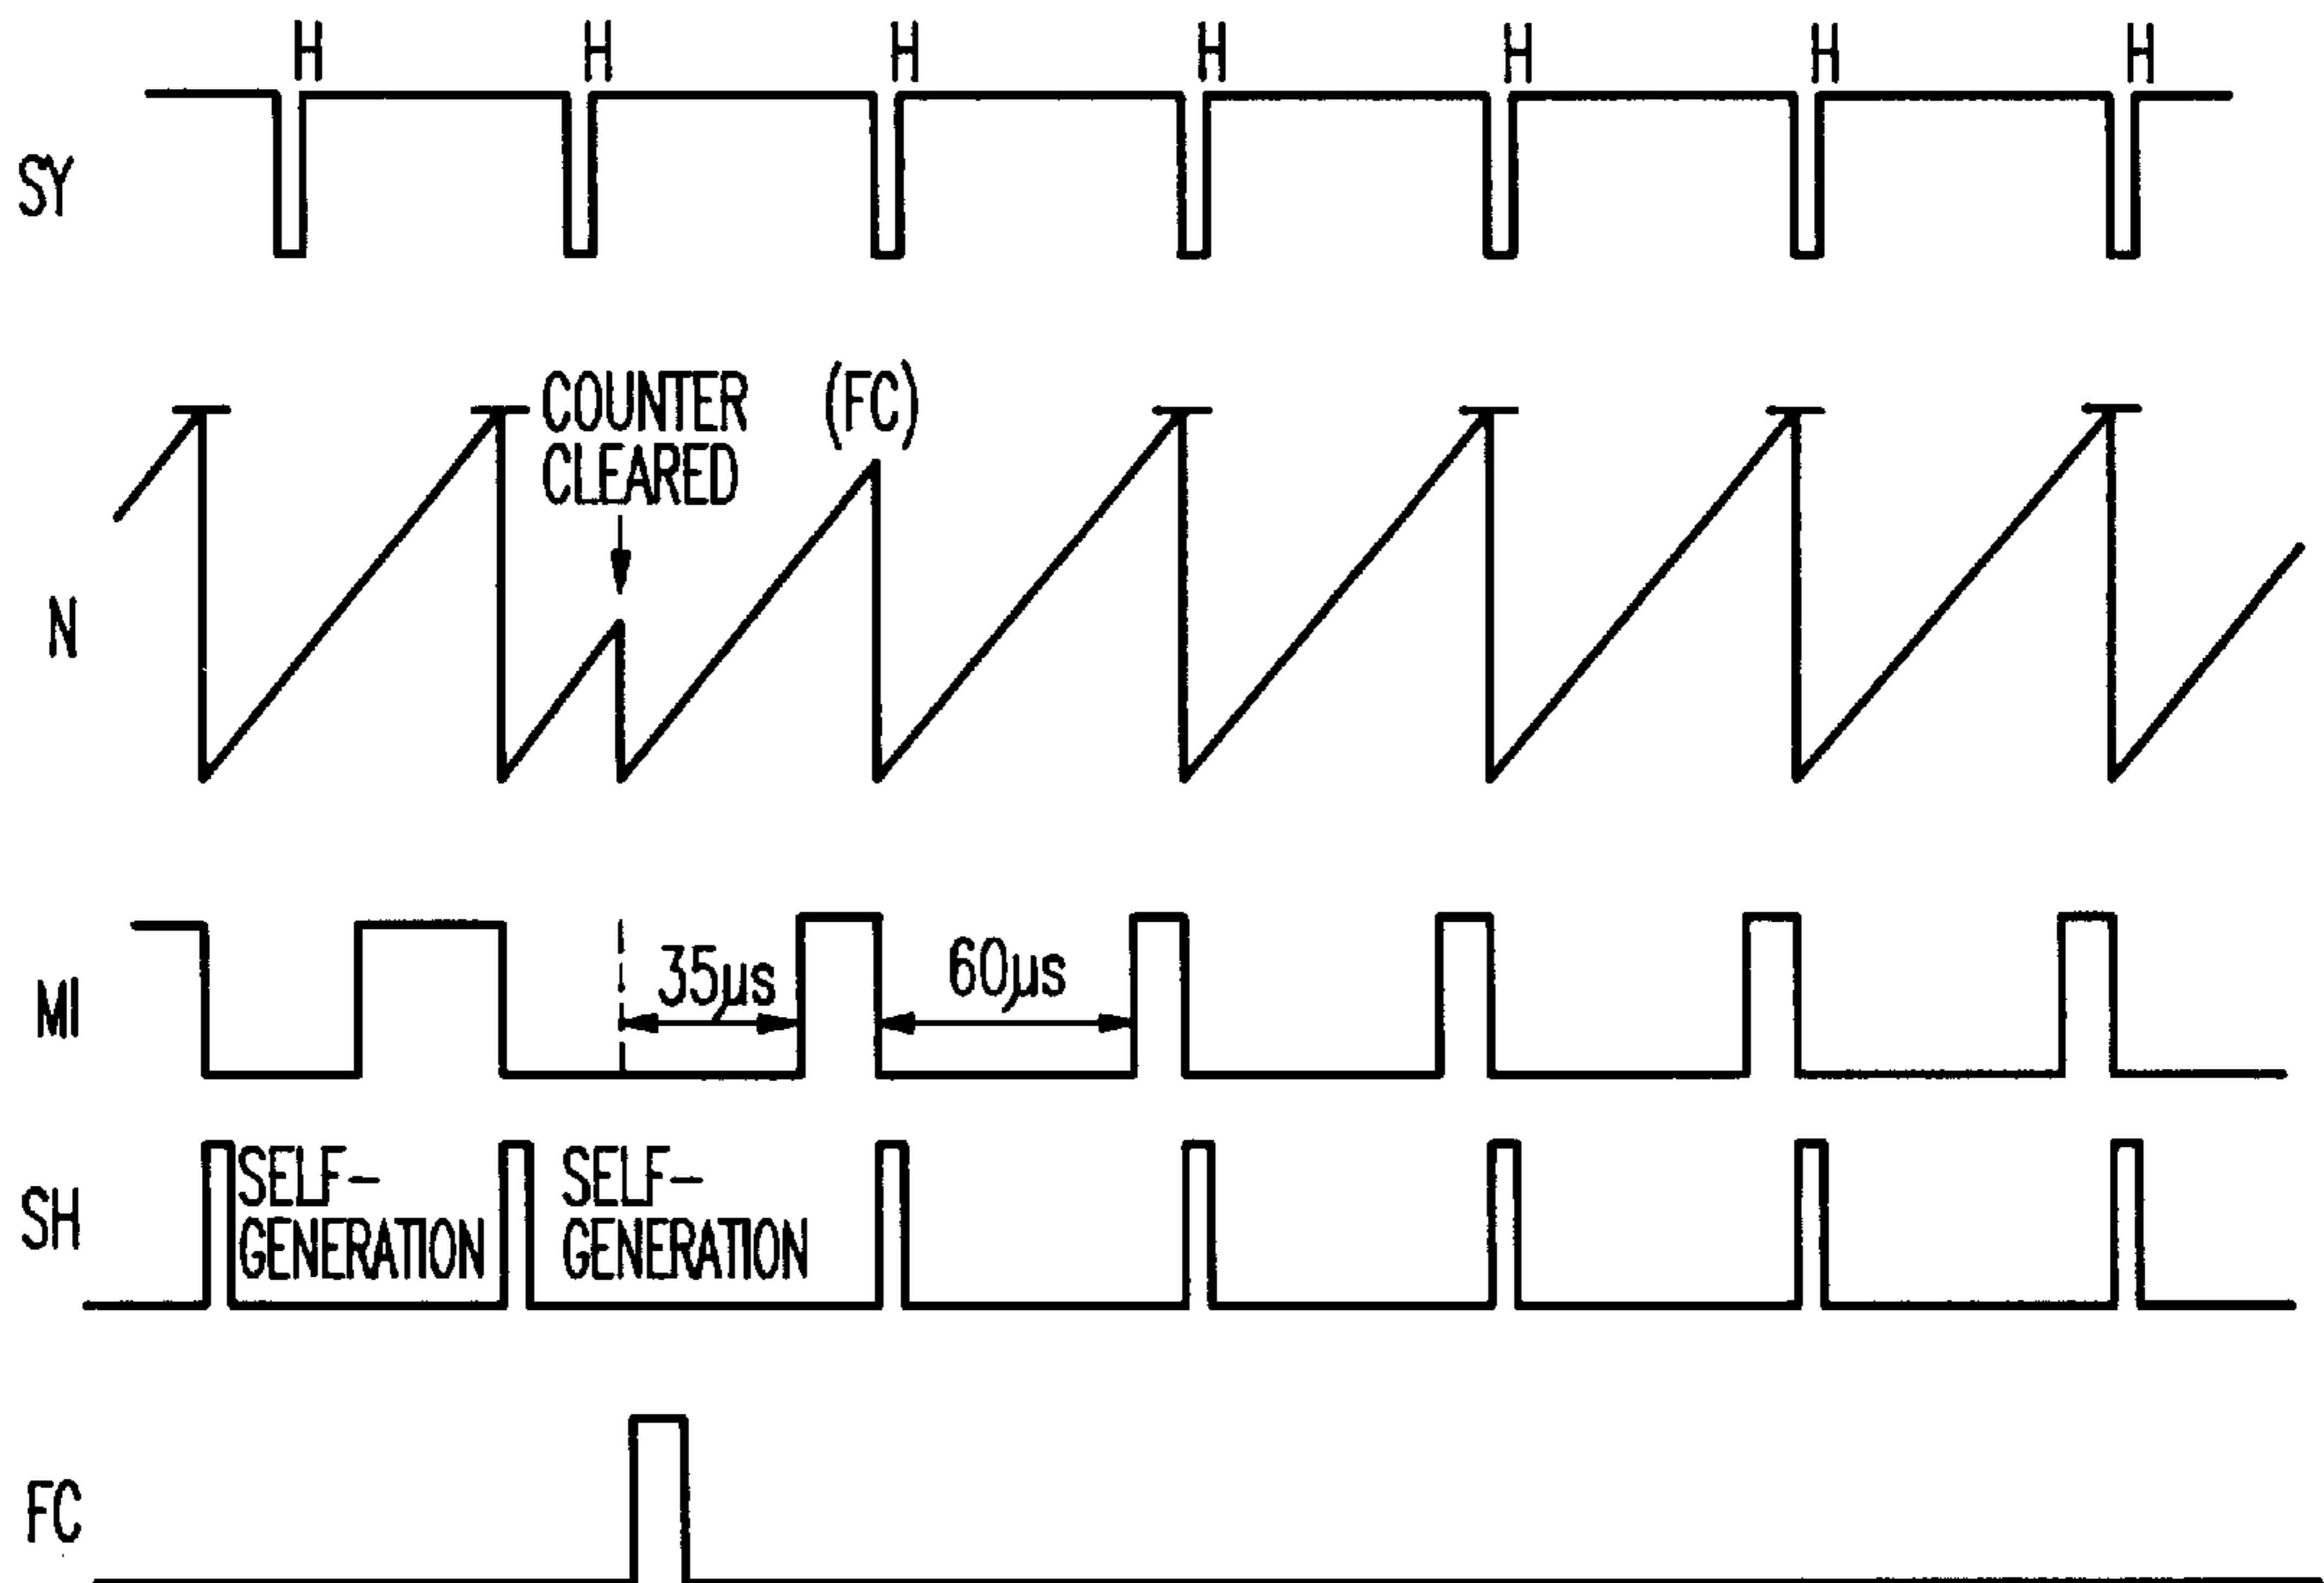 H H H H H H H
SY
COUNTER (FC)
CLEARED
N
35µs 60µs
MI
SELF- SELF-
SH GENERATION GENERATION
FC